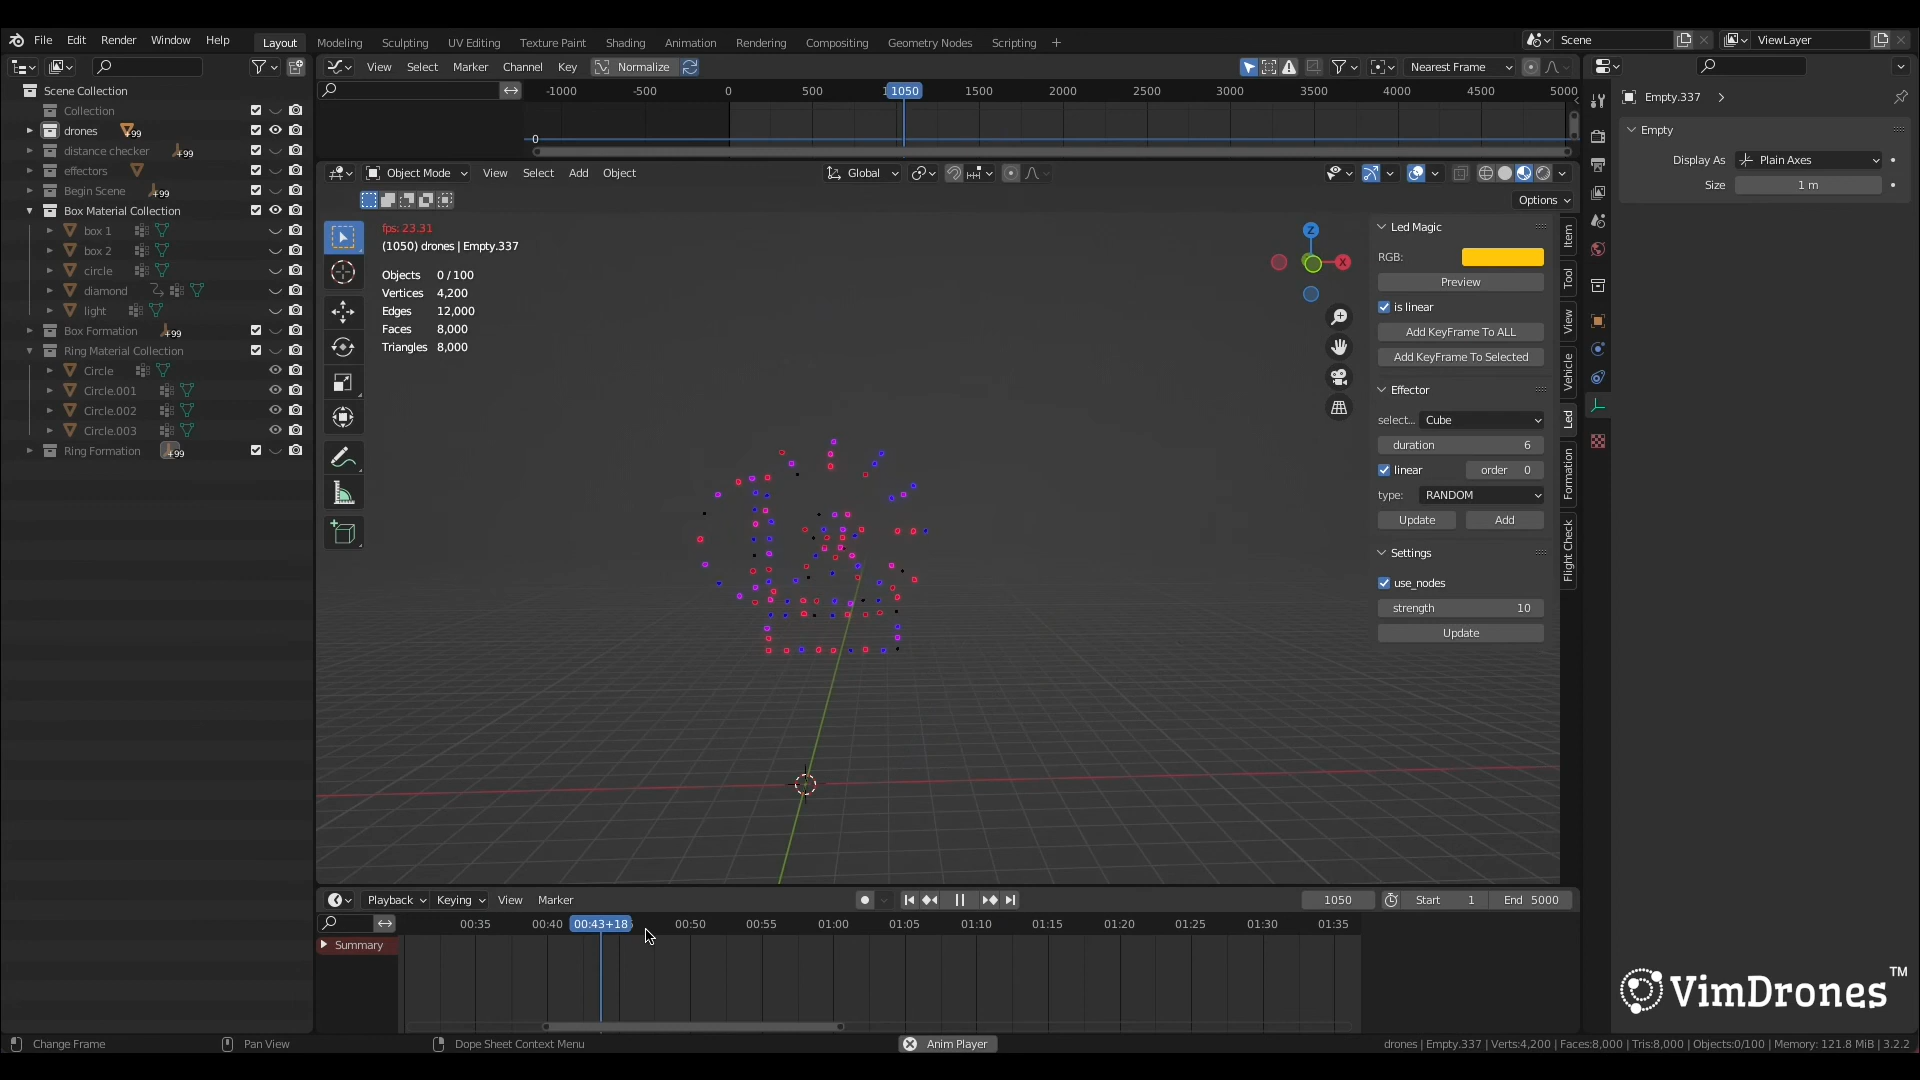 File Edit Render Window Help Layout Modeling Sculpting UV Editing Texture Paint Shading Animation Rendering Compositing Geometry Nodes Scripting + Scene ViewLayer
View Select Marker Channel Key Normalize Nearest Frame
Scene Collection
-1000 -500 0 500 1050 1500 2000 2500 3000 3500 4000 4500 5000
Empty.337
Collection
drones +99
Empty
0
distance checker +99
Display As Plain Axes
effectors
Object Mode View Select Add Object Global
Size 1 m
Begin Scene +99
Options
Box Material Collection
box 1
box 2
circle
diamond
light
Box Formation +99
Ring Material Collection
Circle
Circle.001
Circle.002
Circle.003
Ring Formation +99
fps: 23.31
(1050) drones | Empty.337
Objects 0 / 100
Vertices 4,200
Edges 12,000
Faces 8,000
Triangles 8,000
Z
X
Led Magic
RGB:
Preview
is linear
Add KeyFrame To ALL
Add KeyFrame To Selected
Effector
select... Cube
duration 6
linear order 0
type: RANDOM
Update Add
Settings
use_nodes
strength 10
Update
Item
Tool
View
Vehicle
Led
Formation
Flight Check
Playback Keying View Marker 1050 Start 1 End 5000
00:35 00:40 00:43+18 00:50 00:55 01:00 01:05 01:10 01:15 01:20 01:25 01:30 01:35
Summary
VimDrones™
Change Frame Pan View Dope Sheet Context Menu Anim Player drones | Empty.337 | Verts:4,200 | Faces:8,000 | Tris:8,000 | Objects:0/100 | Memory: 121.8 MiB | 3.2.2